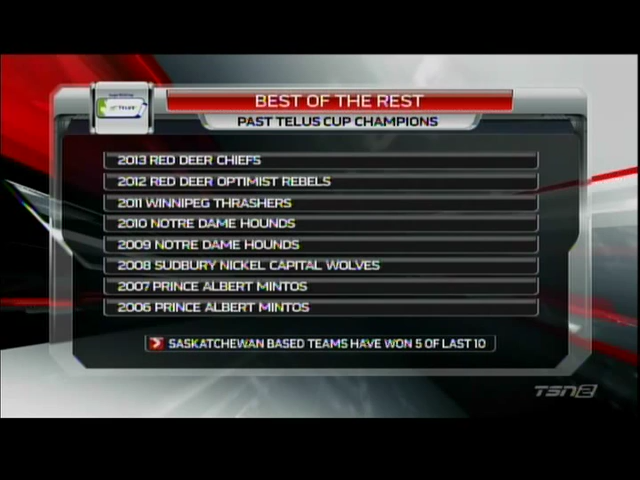 TELUS
BEST OF THE REST
PAST TELUS CUP CHAMPIONS
2013 RED DEER CHIEFS
2012 RED DEER OPTIMIST REBELS
2011 WINNIPEG THRASHERS
2010 NOTRE DAME HOUNDS
2009 NOTRE DAME HOUNDS
2008 SUDBURY NICKEL CAPITAL WOLVES
2007 PRINCE ALBERT MINTOS
2006 PRINCE ALBERT MINTOS
SASKATCHEWAN BASED TEAMS HAVE WON 5 OF LAST 10
TSN2